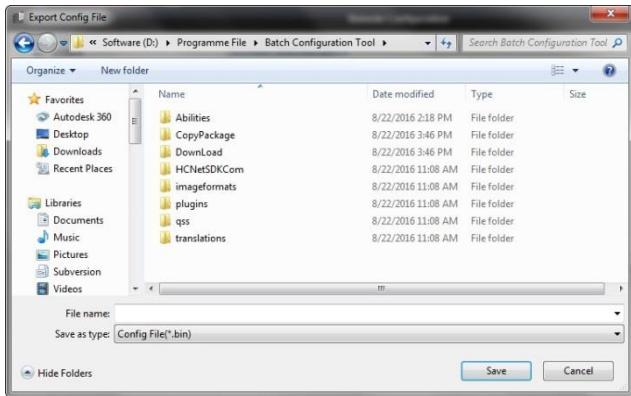 Export Config File
« Software (D:) ▸ Programme File ▸ Batch Configuration Tool ▸ Search Batch Configuration Tool
Organize ▾ New folder
Name Date modified Type Size
Favorites
Autodesk 360
Desktop
Downloads
Recent Places
Libraries
Documents
Music
Pictures
Subversion
Videos
Abilities 8/22/2016 2:18 PM File folder
CopyPackage 8/22/2016 3:46 PM File folder
DownLoad 8/22/2016 3:46 PM File folder
HCNetSDKCom 8/22/2016 11:08 AM File folder
imageformats 8/22/2016 11:08 AM File folder
plugins 8/22/2016 11:08 AM File folder
qss 8/22/2016 11:08 AM File folder
translations 8/22/2016 11:08 AM File folder
File name:
Save as type: Config File(*.bin)
Hide Folders Save Cancel